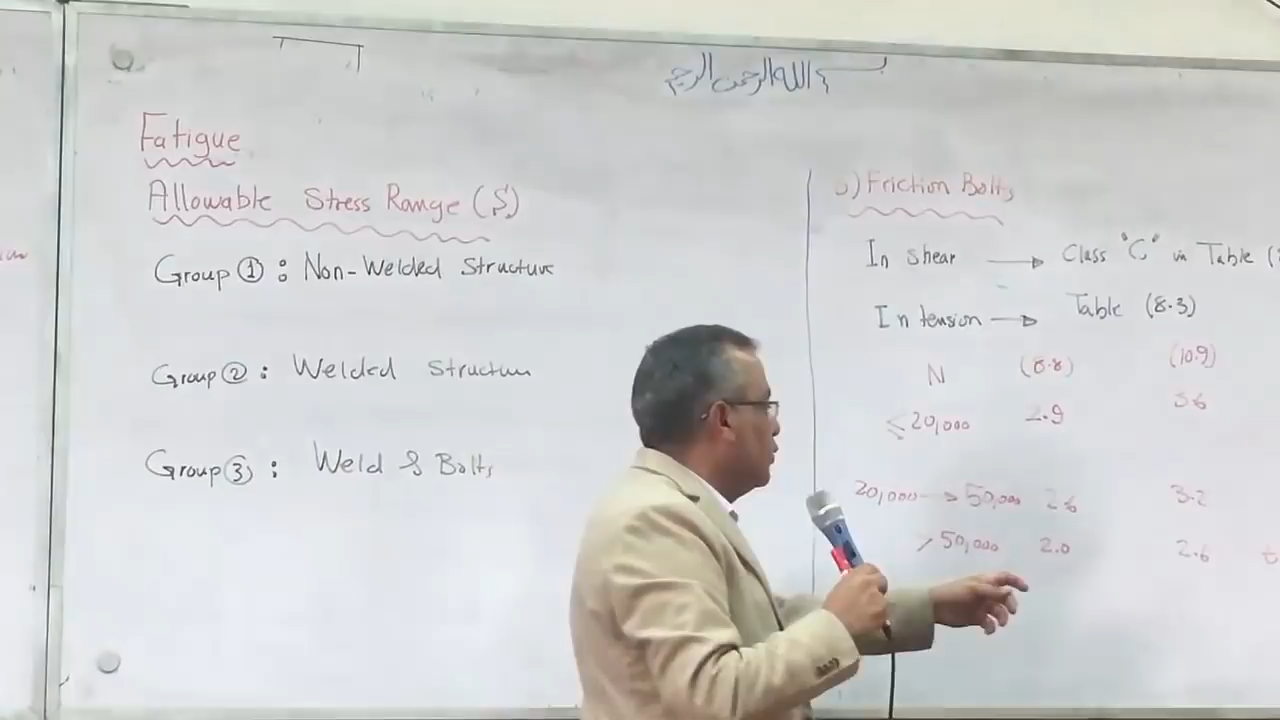 بسم الله الرحمن الرحيم
Fatigue
Allowable Stress Range (S)
Group ① : Non-Welded Structure
Group ② : Welded Structure
Group ③ : Weld & Bolts
b) Friction Bolts
In shear → Class "C" in Table (
In tension → Table (8.3)
N (8.8) (10.9)
≤ 20,000 2.9 3.6
20,000 → 50,000 2.6 3.2
> 50,000 2.0 2.6 t